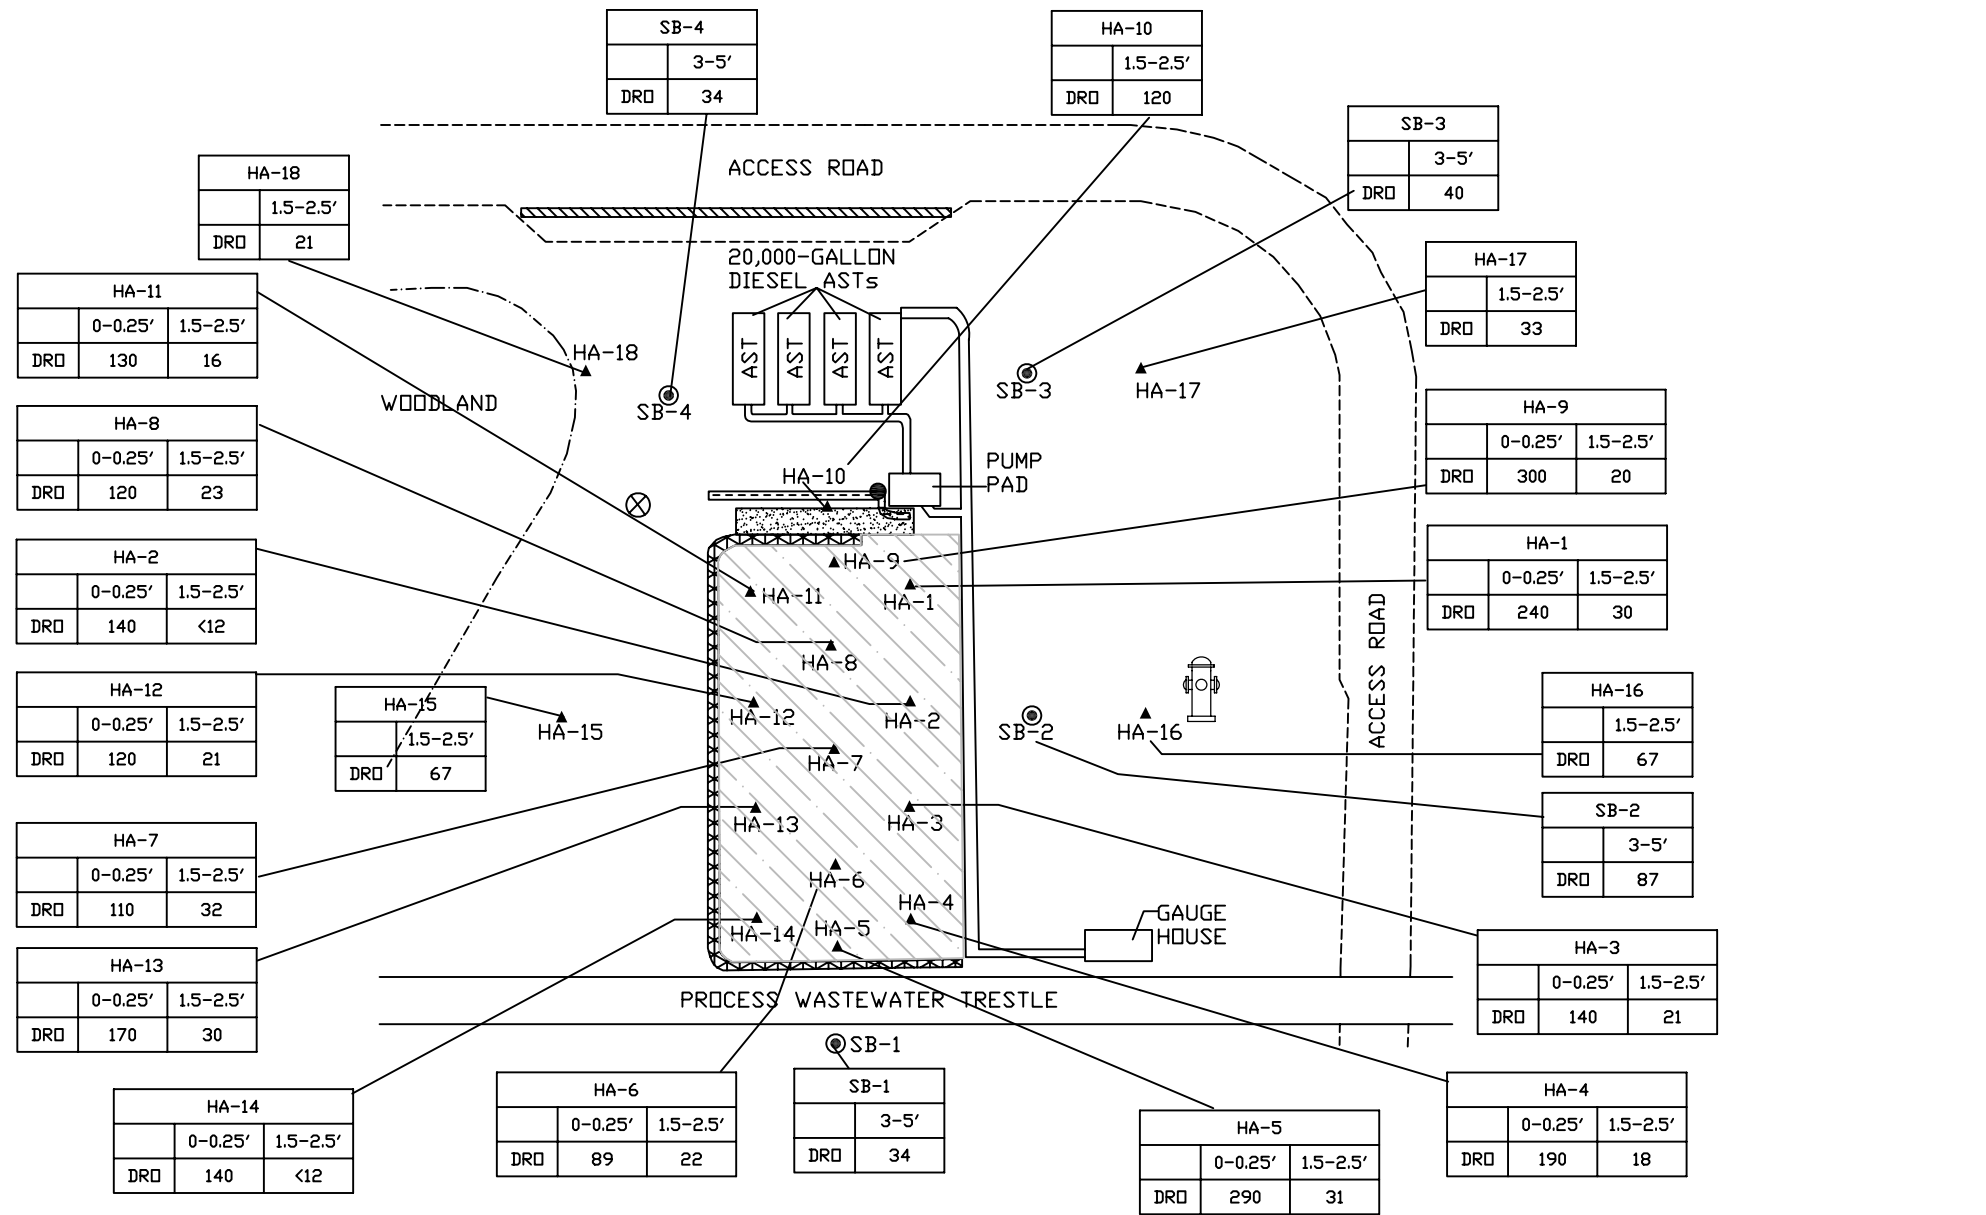 SB-4
3-5'
DRO 34
HA-10
1.5-2.5'
DRO 120
SB-3
3-5'
DRO 40
HA-18
1.5-2.5'
DRO 21
HA-17
1.5-2.5'
DRO 33
HA-11
0-0.25' 1.5-2.5'
DRO 130 16
HA-8
0-0.25' 1.5-2.5'
DRO 120 23
HA-9
0-0.25' 1.5-2.5'
DRO 300 20
HA-2
0-0.25' 1.5-2.5'
DRO 140 <12
HA-1
0-0.25' 1.5-2.5'
DRO 240 30
HA-12
0-0.25' 1.5-2.5'
DRO 120 21
HA-15
1.5-2.5'
DRO 67
HA-16
1.5-2.5'
DRO 67
SB-2
3-5'
DRO 87
HA-7
0-0.25' 1.5-2.5'
DRO 110 32
HA-13
0-0.25' 1.5-2.5'
DRO 170 30
HA-3
0-0.25' 1.5-2.5'
DRO 140 21
HA-14
0-0.25' 1.5-2.5'
DRO 140 <12
HA-6
0-0.25' 1.5-2.5'
DRO 89 22
SB-1
3-5'
DRO 34
HA-5
0-0.25' 1.5-2.5'
DRO 290 31
HA-4
0-0.25' 1.5-2.5'
DRO 190 18
ACCESS ROAD
20,000-GALLON
DIESEL ASTs
AST
AST
AST
AST
HA-18
WOODLAND
SB-4
SB-3
HA-17
HA-10
PUMP
PAD
HA-9
HA-11
HA-1
HA-8
HA-12
HA-2
HA-15
SB-2
HA-16
ACCESS ROAD
HA-7
HA-13
HA-3
HA-6
HA-4
HA-14
HA-5
GAUGE
HOUSE
PROCESS WASTEWATER TRESTLE
SB-1